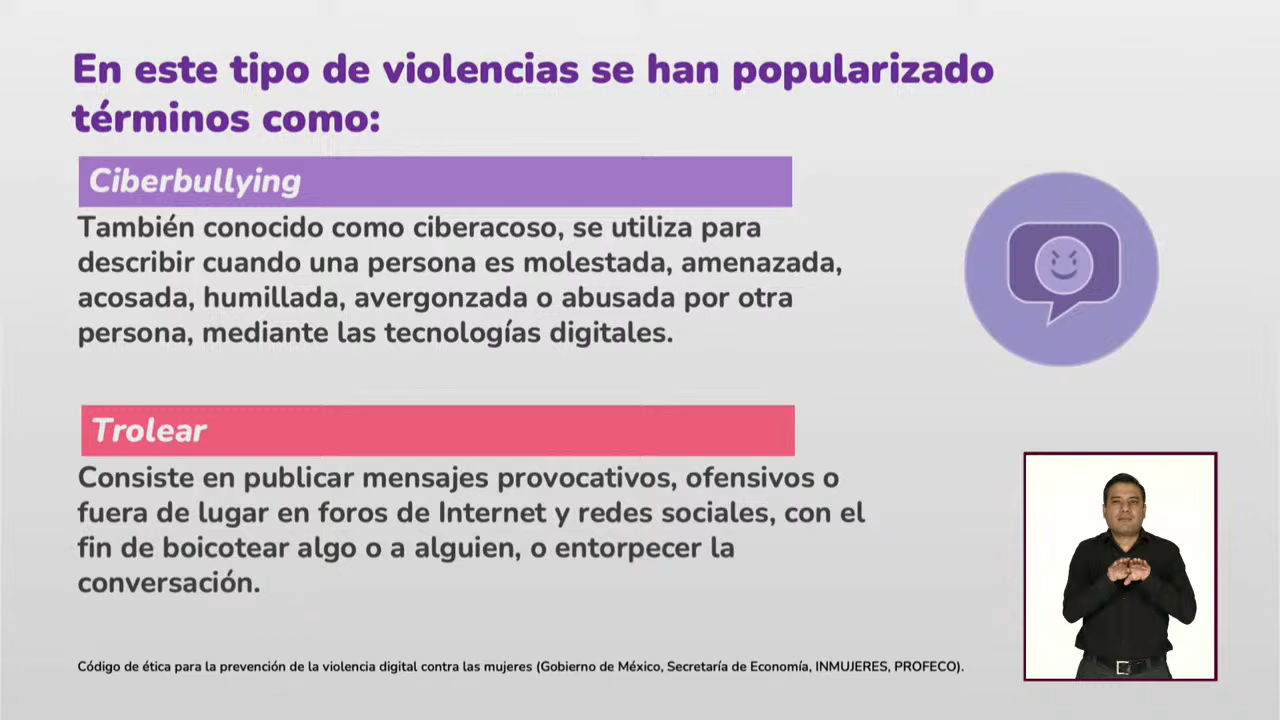 En este tipo de violencias se han popularizado
términos como:
Ciberbullying
También conocido como ciberacoso, se utiliza para
describir cuando una persona es molestada, amenazada,
acosada, humillada, avergonzada o abusada por otra
persona, mediante las tecnologías digitales.
Trolear
Consiste en publicar mensajes provocativos, ofensivos o
fuera de lugar en foros de Internet y redes sociales, con el
fin de boicotear algo o a alguien, o entorpecer la
conversación.
Código de ética para la prevención de la violencia digital contra las mujeres (Gobierno de México, Secretaría de Economía, INMUJERES, PROFECO).